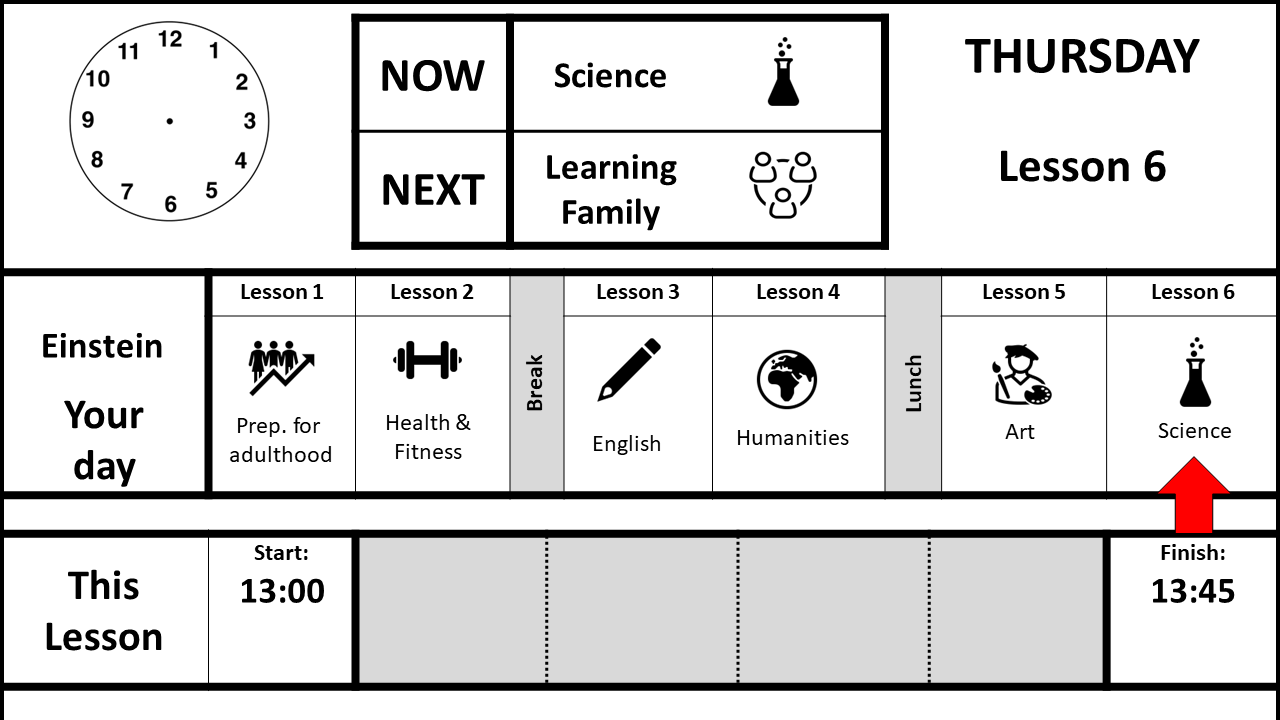 12
11
1
10
2
9
3
8
4
7
5
6
NOW
Science
NEXT
Learning
Family
THURSDAY
Lesson 6
Einstein
Your
day
Lesson 1
Prep. for
adulthood
Lesson 2
Health &
Fitness
Break
Lesson 3
English
Lesson 4
Humanities
Lunch
Lesson 5
Art
Lesson 6
Science
This
Lesson
Start:
13:00
Finish:
13:45